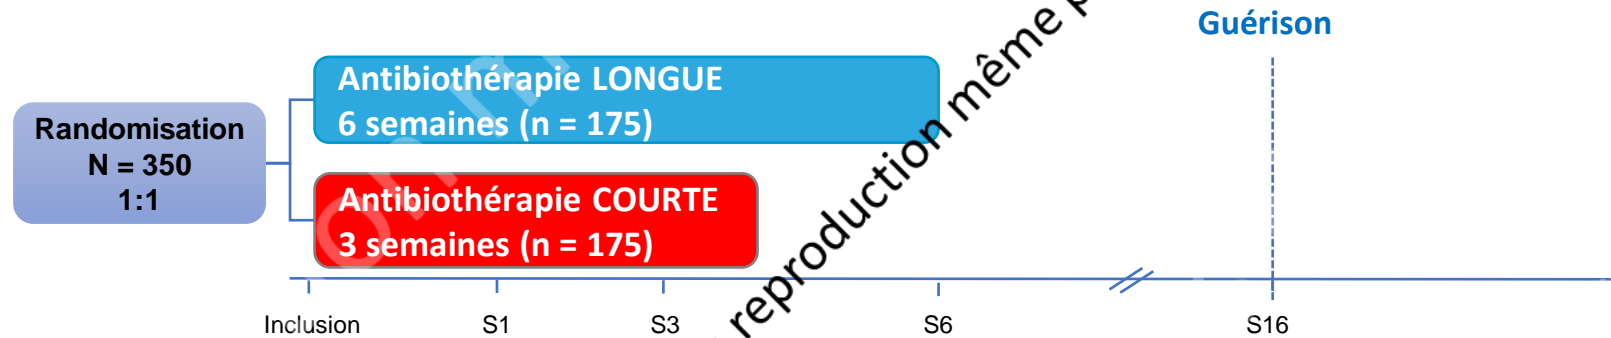 Guérison
Antibiothérapie LONGUE
6 semaines (n = 175)
Randomisation
N = 350
1:1
Antibiothérapie COURTE
3 semaines (n = 175)
Inclusion S1 S3 S6 S16
reproduction même